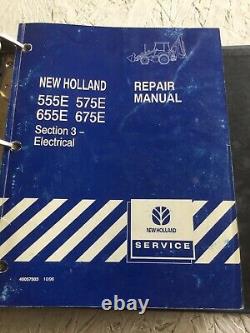 NEW HOLLAND
555E 575E
655E 675E
Section 3 –
Electrical
REPAIR
MANUAL
NEW HOLLAND
SERVICE